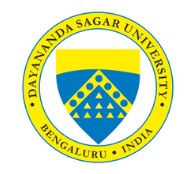 DAYANANDA SAGAR UNIVERSITY
BENGALURU • INDIA